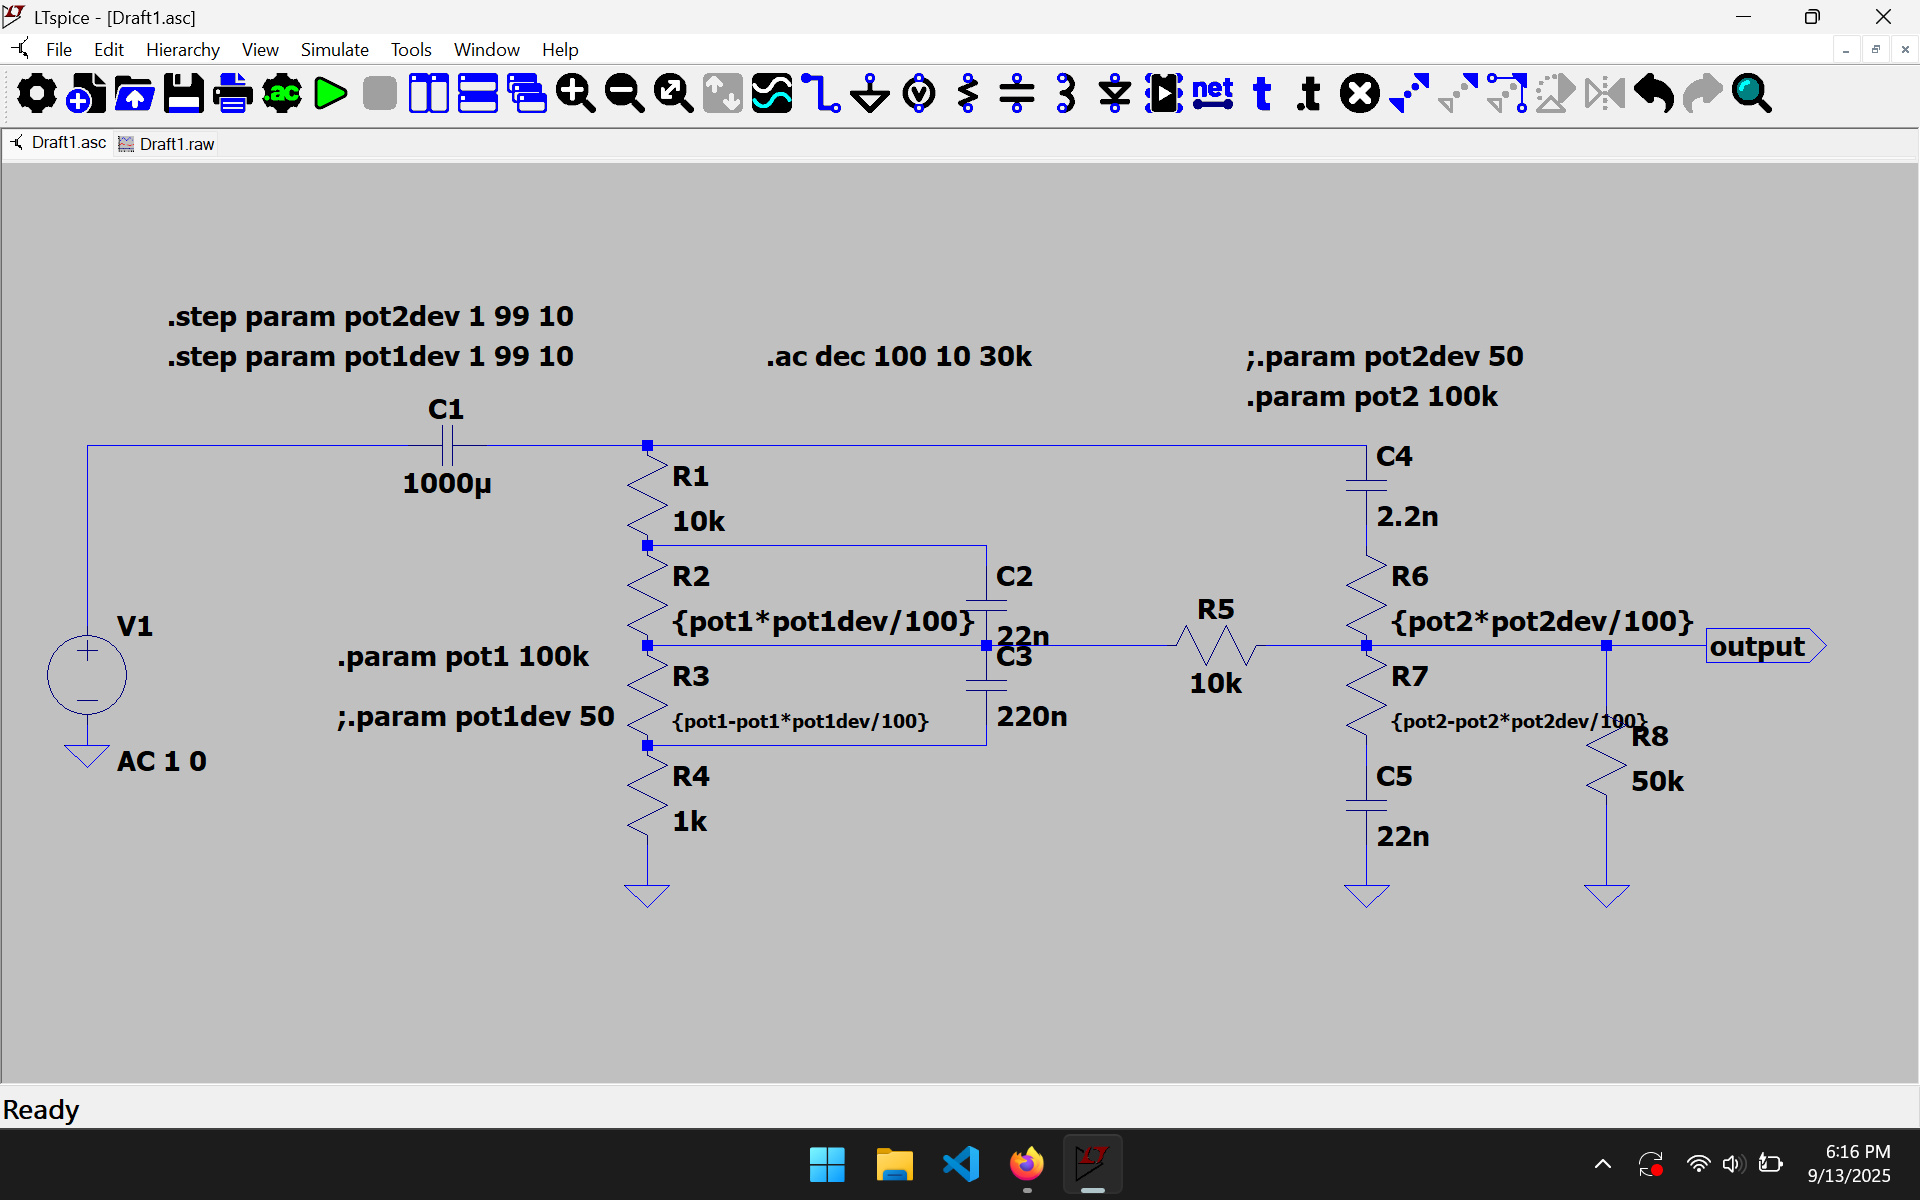 LTspice - [Draft1.asc]
File Edit Hierarchy View Simulate Tools Window Help
.ac
net
t
.t
Draft1.asc Draft1.raw
.step param pot2dev 1 99 10
.step param pot1dev 1 99 10
.ac dec 100 10 30k
;.param pot2dev 50
.param pot2 100k
C1
1000µ
R1
10k
C4
2.2n
R2
{pot1*pot1dev/100}
C2
22n
R5
10k
R6
{pot2*pot2dev/100}
V1
AC 1 0
.param pot1 100k
;.param pot1dev 50
R3
{pot1-pot1*pot1dev/100}
C3
220n
output
R7
{pot2-pot2*pot2dev/100}
R8
50k
R4
1k
C5
22n
Ready
6:16 PM
9/13/2025